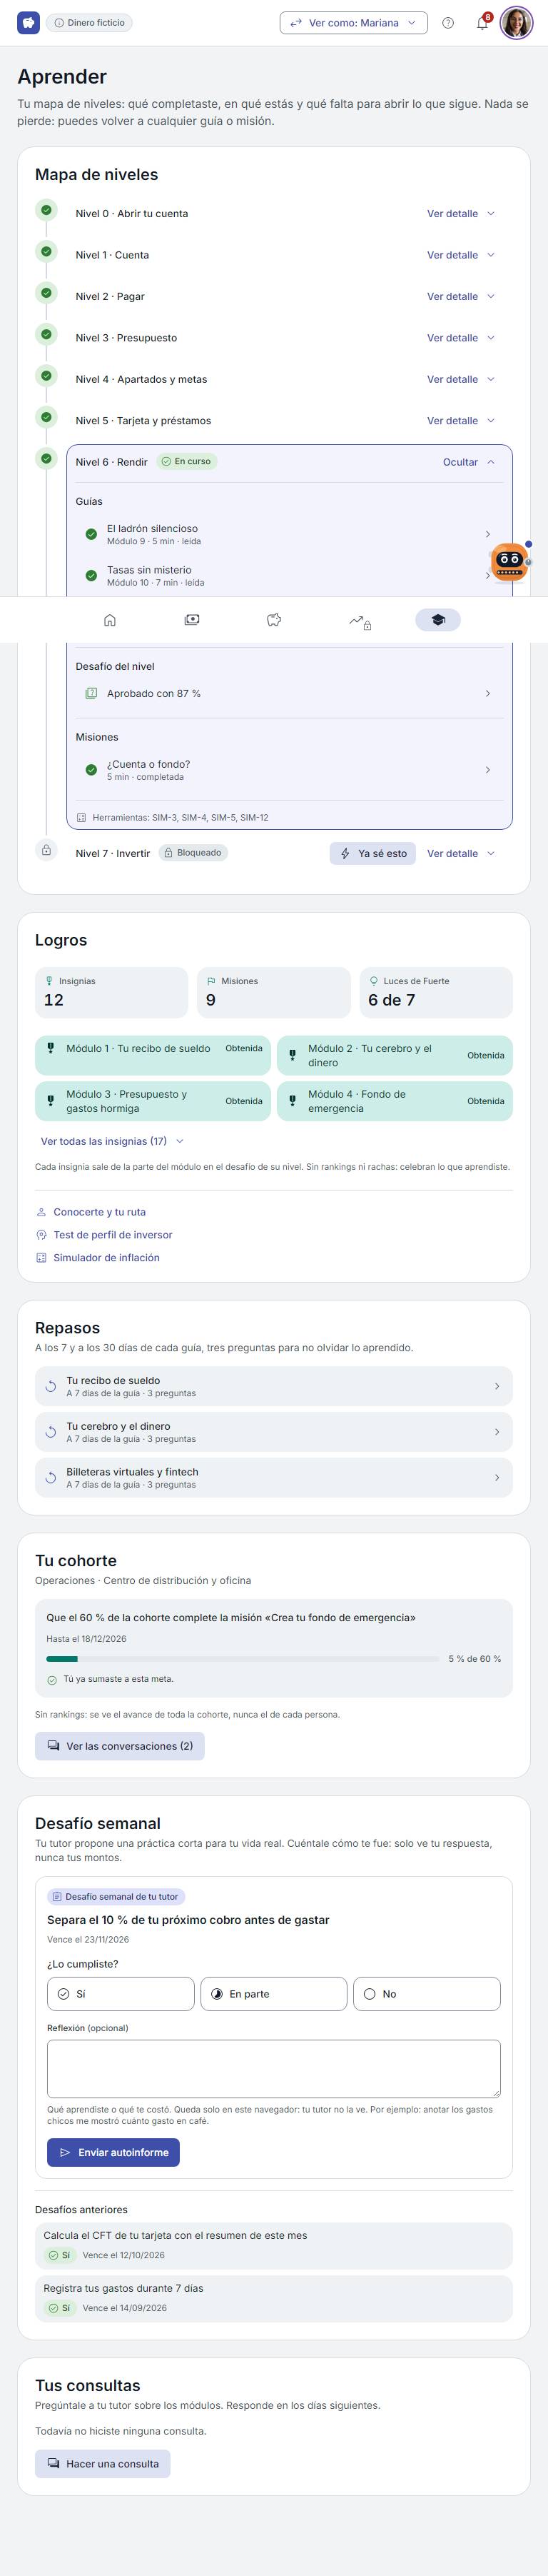 Dinero ficticio
Ver como: Mariana
8
Aprender
Tu mapa de niveles: qué completaste, en qué estás y qué falta para abrir lo que sigue. Nada se
pierde: puedes volver a cualquier guía o misión.
Mapa de niveles
Nivel 0 · Abrir tu cuenta
Ver detalle
Nivel 1 · Cuenta
Ver detalle
Nivel 2 · Pagar
Ver detalle
Nivel 3 · Presupuesto
Ver detalle
Nivel 4 · Apartados y metas
Ver detalle
Nivel 5 · Tarjeta y préstamos
Ver detalle
Nivel 6 · Rendir
En curso
Ocultar
Guías
El ladrón silencioso
Módulo 9 · 5 min · leída
Tasas sin misterio
Módulo 10 · 7 min · leída
Desafío del nivel
Aprobado con 87 %
Misiones
¿Cuenta o fondo?
5 min · completada
Herramientas: SIM-3, SIM-4, SIM-5, SIM-12
Nivel 7 · Invertir
Bloqueado
Ya sé esto
Ver detalle
Logros
Insignias
12
Misiones
9
Luces de Fuerte
6 de 7
Módulo 1 · Tu recibo de sueldo
Obtenida
Módulo 2 · Tu cerebro y el
dinero
Obtenida
Módulo 3 · Presupuesto y
gastos hormiga
Obtenida
Módulo 4 · Fondo de
emergencia
Obtenida
Ver todas las insignias (17)
Cada insignia sale de la parte del módulo en el desafío de su nivel. Sin rankings ni rachas: celebran lo que aprendiste.
Conocerte y tu ruta
Test de perfil de inversor
Simulador de inflación
Repasos
A los 7 y a los 30 días de cada guía, tres preguntas para no olvidar lo aprendido.
Tu recibo de sueldo
A 7 días de la guía · 3 preguntas
Tu cerebro y el dinero
A 7 días de la guía · 3 preguntas
Billeteras virtuales y fintech
A 7 días de la guía · 3 preguntas
Tu cohorte
Operaciones · Centro de distribución y oficina
Que el 60 % de la cohorte complete la misión «Crea tu fondo de emergencia»
Hasta el 18/12/2026
5 % de 60 %
Tú ya sumaste a esta meta.
Sin rankings: se ve el avance de toda la cohorte, nunca el de cada persona.
Ver las conversaciones (2)
Desafío semanal
Tu tutor propone una práctica corta para tu vida real. Cuéntale cómo te fue: solo ve tu respuesta,
nunca tus montos.
Desafío semanal de tu tutor
Separa el 10 % de tu próximo cobro antes de gastar
Vence el 23/11/2026
¿Lo cumpliste?
Sí
En parte
No
Reflexión (opcional)
Qué aprendiste o qué te costó. Queda solo en este navegador: tu tutor no la ve. Por ejemplo: anotar los gastos
chicos me mostró cuánto gasto en café.
Enviar autoinforme
Desafíos anteriores
Calcula el CFT de tu tarjeta con el resumen de este mes
Sí
Vence el 12/10/2026
Registra tus gastos durante 7 días
Sí
Vence el 14/09/2026
Tus consultas
Pregúntale a tu tutor sobre los módulos. Responde en los días siguientes.
Todavía no hiciste ninguna consulta.
Hacer una consulta